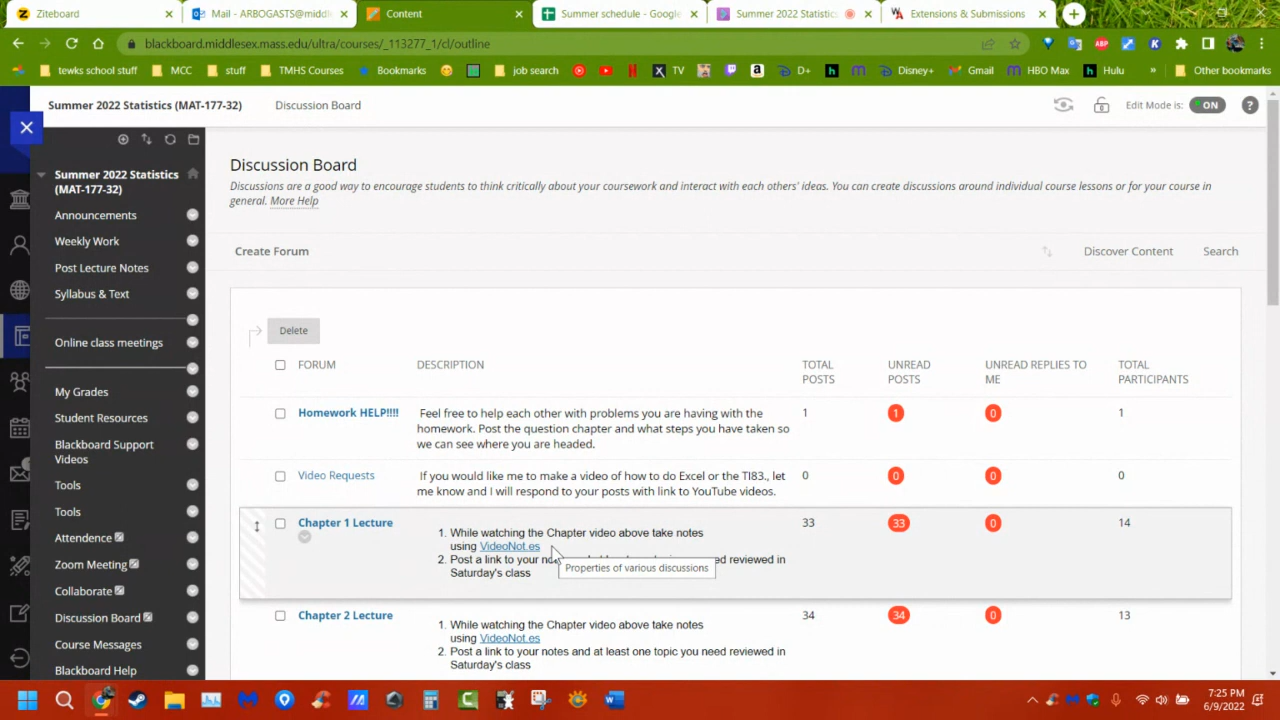 Ziteboard
Mail - ARBOGASTS@middl
Content
Summer schedule - Google
Summer 2022 Statistics
Extensions & Submissions
blackboard.middlesex.mass.edu/ultra/courses/_113277_1/cl/outline
tewks school stuff
MCC
stuff
TMHS Courses
Bookmarks
job search
TV
D+
Disney+
Gmail
HBO Max
Hulu
Other bookmarks
Summer 2022 Statistics (MAT-177-32)
Discussion Board
Edit Mode is:
ON
Summer 2022 Statistics
(MAT-177-32)
Announcements
Weekly Work
Post Lecture Notes
Syllabus & Text
Online class meetings
My Grades
Student Resources
Blackboard Support
Videos
Tools
Tools
Attendence
Zoom Meeting
Collaborate
Discussion Board
Course Messages
Blackboard Help
Discussion Board
Discussions are a good way to encourage students to think critically about your coursework and interact with each others' ideas. You can create discussions around individual course lessons or for your course in
general. More Help
Create Forum
Discover Content
Search
Delete
FORUM
DESCRIPTION
TOTAL
POSTS
UNREAD
POSTS
UNREAD REPLIES TO
ME
TOTAL
PARTICIPANTS
Homework HELP!!!!
Feel free to help each other with problems you are having with the
homework. Post the question chapter and what steps you have taken so
we can see where you are headed.
1
1
0
1
Video Requests
If you would like me to make a video of how to do Excel or the TI83., let
me know and I will respond to your posts with link to YouTube videos.
0
0
0
0
Chapter 1 Lecture
1. While watching the Chapter video above take notes
using VideoNot.es
2. Post a link to your ed reviewed in
Saturday's class
Properties of various discussions
33
33
0
14
Chapter 2 Lecture
1. While watching the Chapter video above take notes
using VideoNot.es
2. Post a link to your notes and at least one topic you need reviewed in
Saturday's class
34
34
0
13
7:25 PM
6/9/2022